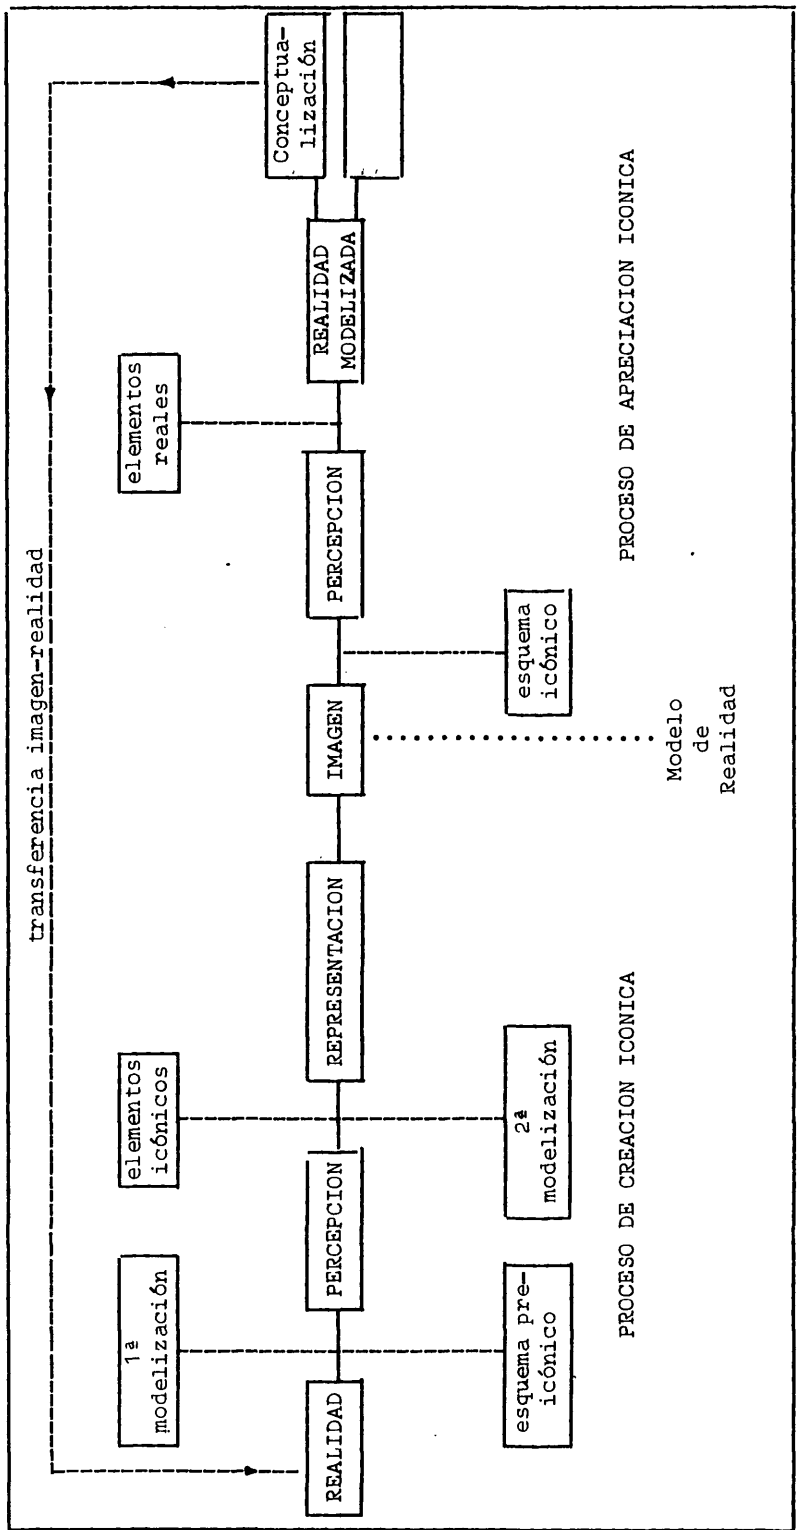 transferencia imagen-realidad
1ª
modelización
elementos
icónicos
elementos
reales
REALIDAD
PERCEPCION
REPRESENTACION
IMAGEN
PERCEPCION
REALIDAD
MODELIZADA
Conceptua-
lización
esquema pre-
icónico
2ª
modelización
esquema
icónico
PROCESO DE CREACION ICONICA
Modelo
de
Realidad
PROCESO DE APRECIACION ICONICA